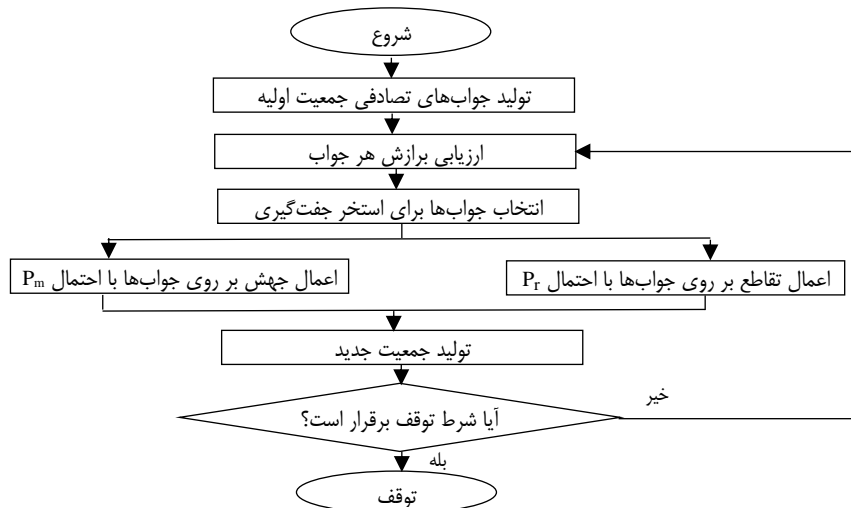 شروع
تولید جواب‌های تصادفی جمعیت اولیه
ارزیابی برازش هر جواب
انتخاب جواب‌ها برای استخر جفت‌گیری
اعمال تقاطع بر روی جواب‌ها با احتمال Pr
اعمال جهش بر روی جواب‌ها با احتمال Pm
تولید جمعیت جدید
آیا شرط توقف برقرار است؟
خیر
بله
توقف